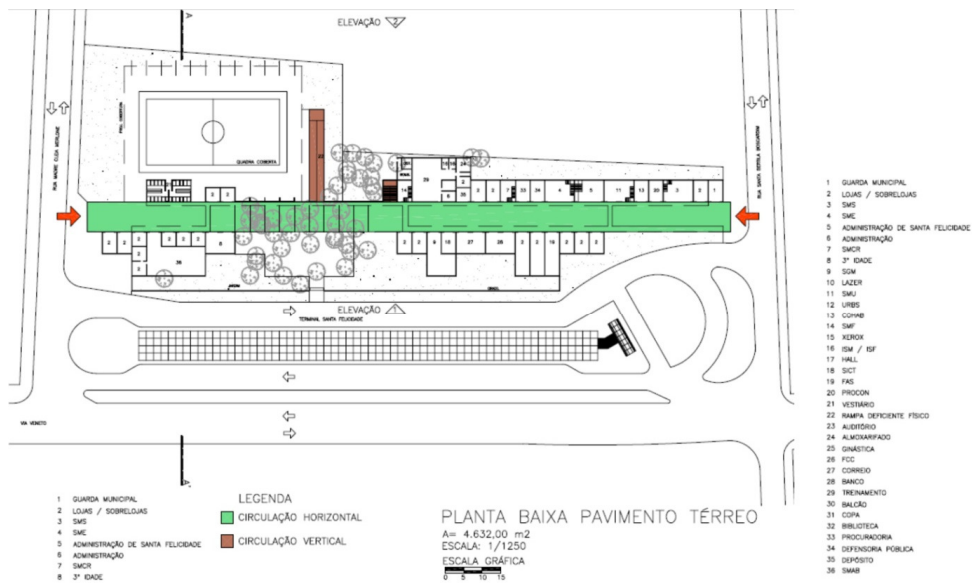 A
ELEVAÇÃO 2
QUADRA COBERTA
ELEVAÇÃO 1
TERMINAL SANTA FELICIDADE
VIA VENETO
A
1 GUARDA MUNICIPAL
2 LOJAS / SOBRELOJAS
3 SMS
4 SME
5 ADMINISTRAÇÃO DE SANTA FELICIDADE
6 ADMINISTRAÇÃO
7 SMCR
8 3ª IDADE
LEGENDA
CIRCULAÇÃO HORIZONTAL
CIRCULAÇÃO VERTICAL
PLANTA BAIXA PAVIMENTO TÉRREO
A= 4.632,00 m2
ESCALA: 1/1250
ESCALA GRÁFICA
0 5 10 15
1 GUARDA MUNICIPAL
2 LOJAS / SOBRELOJAS
3 SMS
4 SME
5 ADMINISTRAÇÃO DE SANTA FELICIDADE
6 ADMINISTRAÇÃO
7 SMCR
8 3ª IDADE
9 SGM
10 LAZER
11 SMU
12 URBS
13 COHAB
14 SMF
15 XEROX
16 ISM / ISF
17 HALL
18 SICT
19 FAS
20 PROCON
21 VESTIÁRIO
22 RAMPA DEFICIENTE FÍSICO
23 AUDITÓRIO
24 ALMOXARIFADO
25 GINÁSTICA
26 FCC
27 CORREIO
28 BANCO
29 TREINAMENTO
30 BALCÃO
31 COPA
32 BIBLIOTECA
33 PROCURADORIA
34 DEFENSORIA PÚBLICA
35 DEPÓSITO
36 SMAB